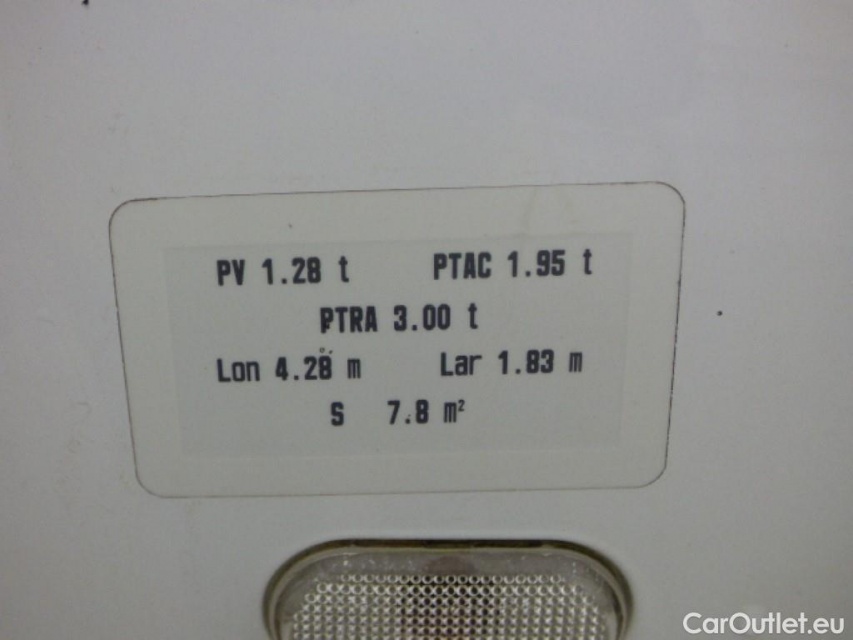 PV 1.28 t PTAC 1.95 t
PTRA 3.00 t
Lon 4.28 m Lar 1.83 m
S 7.8 m²
CarOutlet.eu